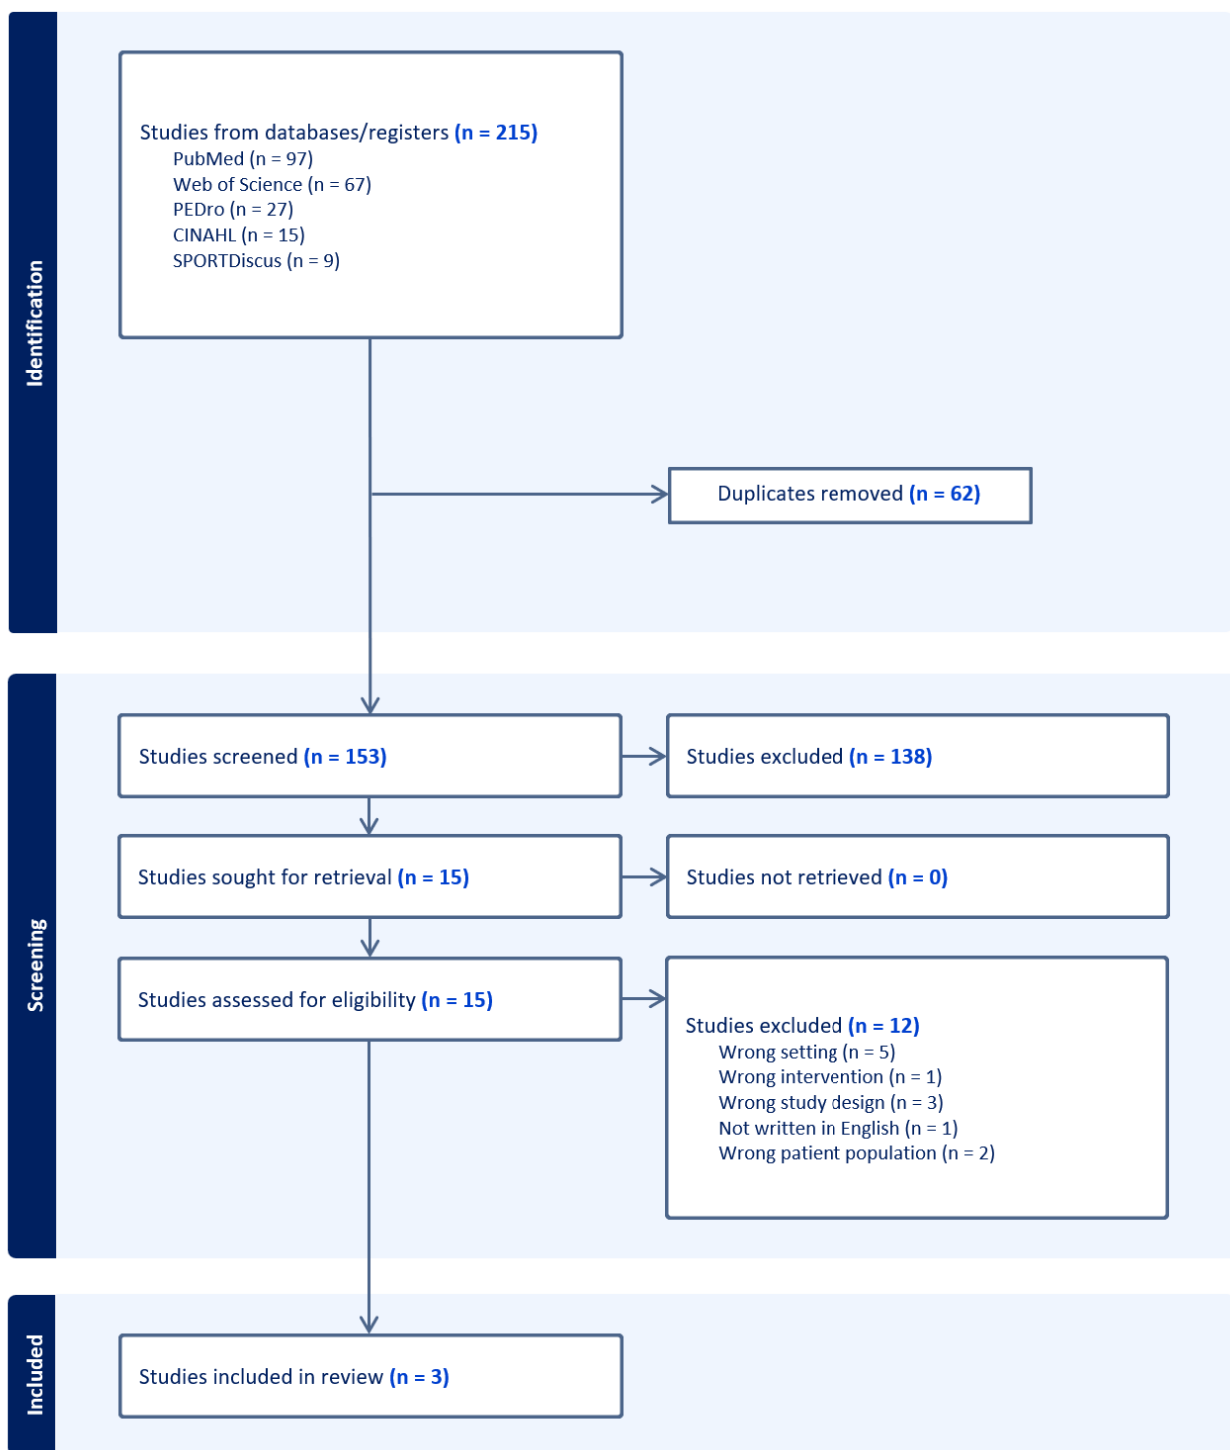 Identification
Studies from databases/registers (n = 215)
PubMed (n = 97)
Web of Science (n = 67)
PEDro (n = 27)
CINAHL (n = 15)
SPORTDiscus (n = 9)
Duplicates removed (n = 62)
Screening
Studies screened (n = 153)
Studies excluded (n = 138)
Studies sought for retrieval (n = 15)
Studies not retrieved (n = 0)
Studies assessed for eligibility (n = 15)
Studies excluded (n = 12)
Wrong setting (n = 5)
Wrong intervention (n = 1)
Wrong study design (n = 3)
Not written in English (n = 1)
Wrong patient population (n = 2)
Included
Studies included in review (n = 3)